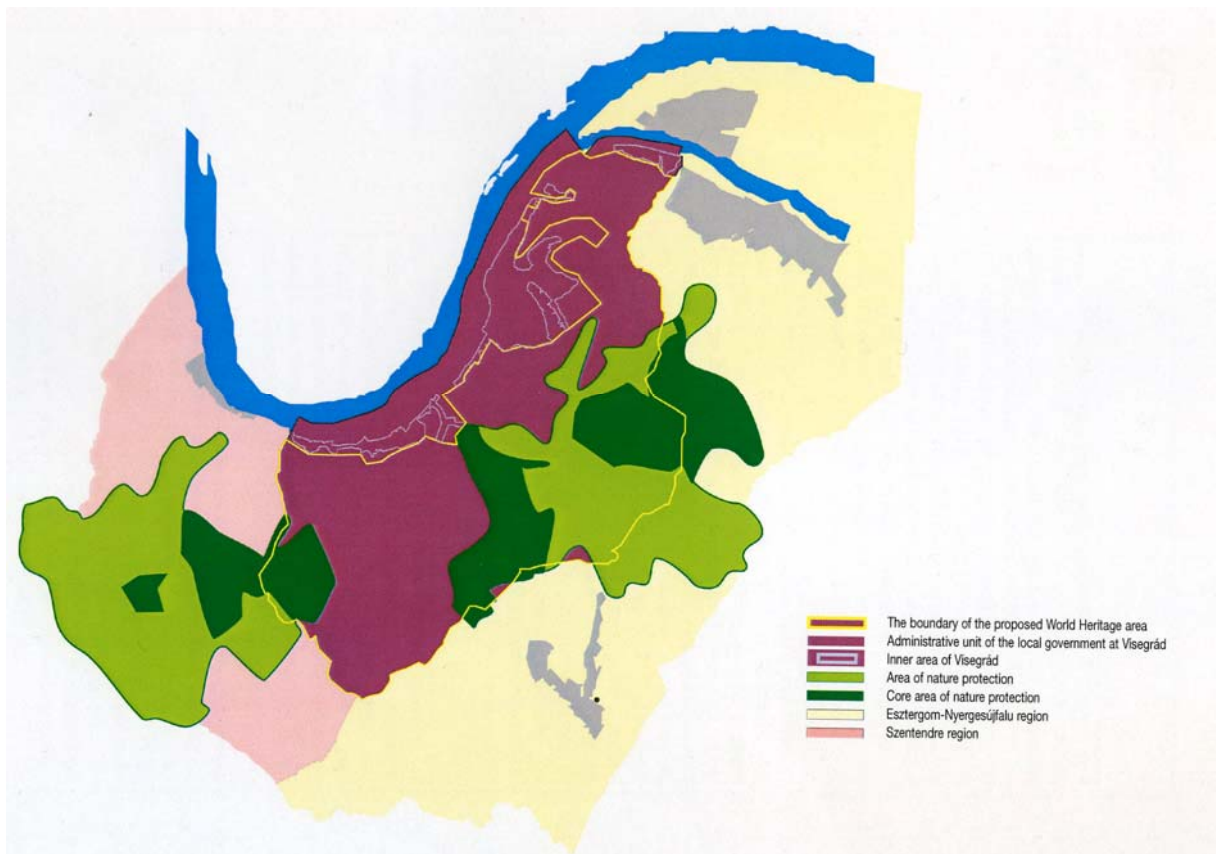 The boundary of the proposed World Heritage area
Administrative unit of the local government at Visegrád
Inner area of Visegrád
Area of nature protection
Core area of nature protection
Esztergom-Nyergesújfalu region
Szentendre region